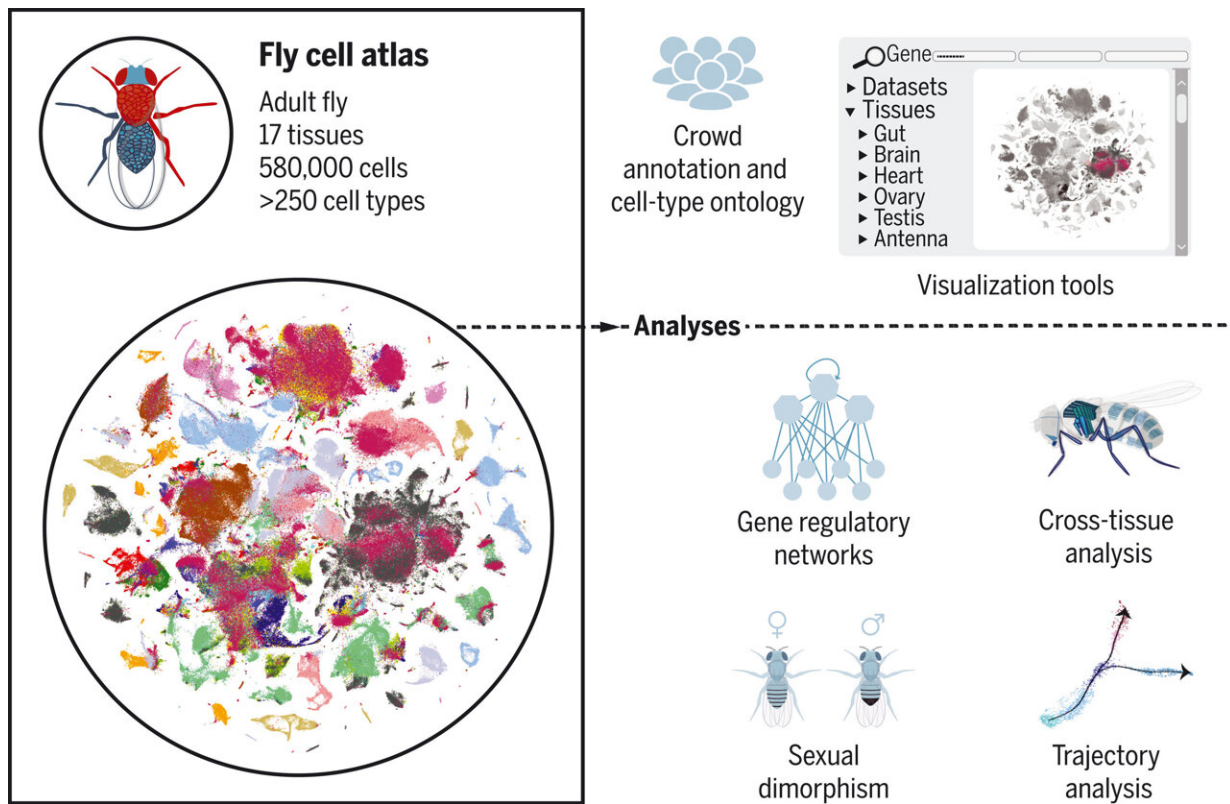 Fly cell atlas
Adult fly
17 tissues
580,000 cells
>250 cell types
Crowd
annotation and
cell-type ontology
Gene
Datasets
Tissues
Gut
Brain
Heart
Ovary
Testis
Antenna
Visualization tools
Analyses
Gene regulatory
networks
Cross-tissue
analysis
♀
♂
Sexual
dimorphism
Trajectory
analysis